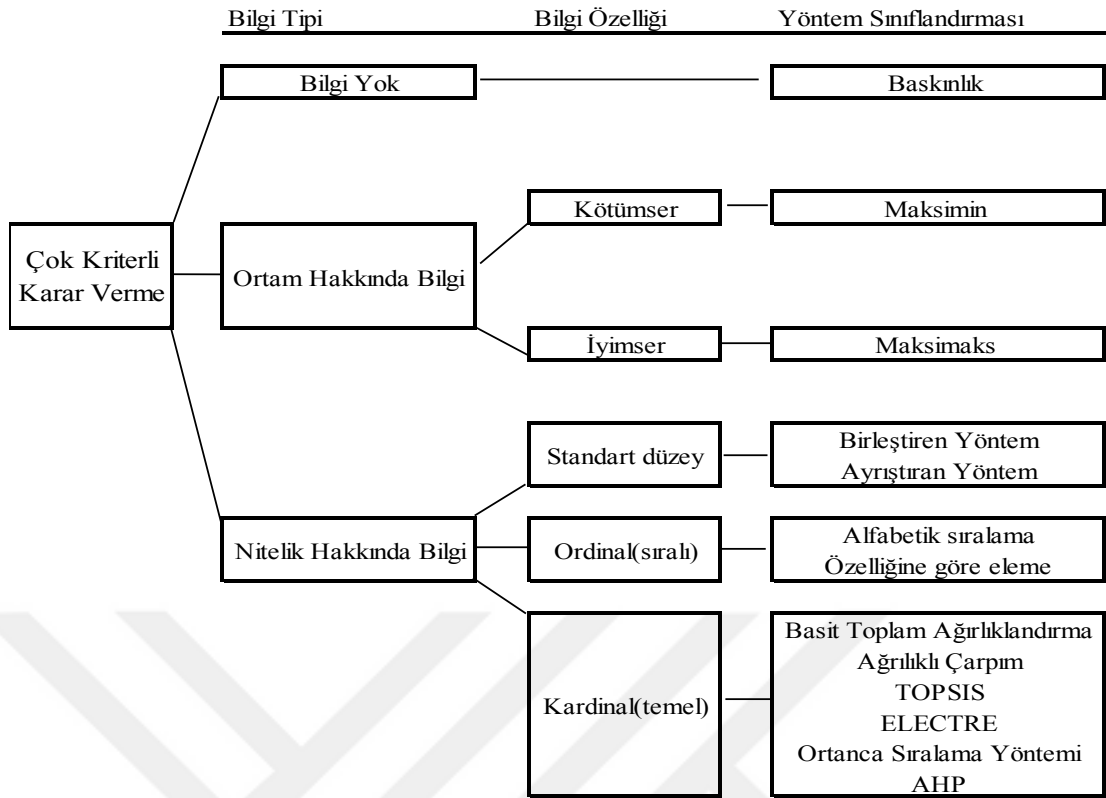 Bilgi Tipi
Bilgi Özelliği
Yöntem Sınıflandırması
Bilgi Yok
Baskınlık
Kötümser
Maksimin
Çok Kriterli
Karar Verme
Ortam Hakkında Bilgi
İyimser
Maksimaks
Standart düzey
Birleştiren Yöntem
Ayrıştıran Yöntem
Nitelik Hakkında Bilgi
Ordinal(sıralı)
Alfabetik sıralama
Özelliğine göre eleme
Kardinal(temel)
Basit Toplam Ağırlıklandırma
Ağrılıklı Çarpım
TOPSIS
ELECTRE
Ortanca Sıralama Yöntemi
AHP